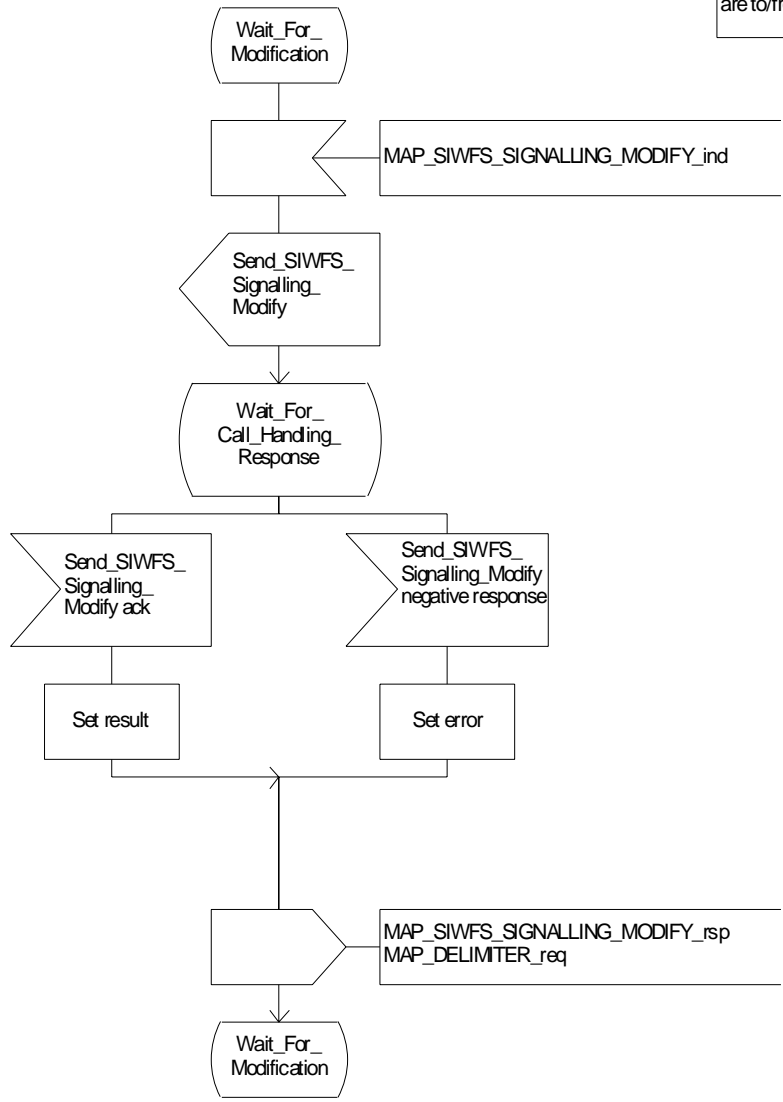 are to/fr
Wait_For_
Modification
MAP_SIWFS_SIGNALLING_MODIFY_ind
Send_SIWFS_
Signalling_
Modify
Wait_For_
Call_Handling_
Response
Send_SIWFS_
Signalling_
Modify ack
Send_SIWFS_
Signalling_Modify
negative response
Set result
Set error
MAP_SIWFS_SIGNALLING_MODIFY_rsp
MAP_DELIMITER_req
Wait_For_
Modification